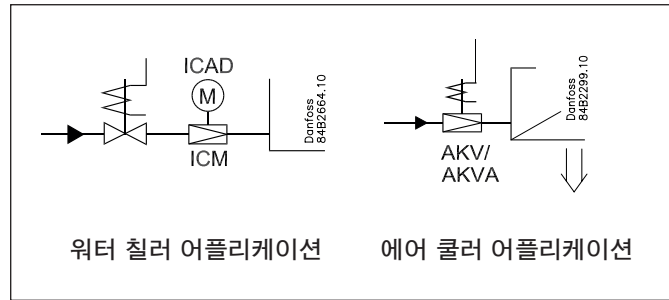 ICAD
M
ICM
Danfoss
84B2664.10
워터 칠러 어플리케이션
AKV/
AKVA
Danfoss
84B2299.10
에어 쿨러 어플리케이션